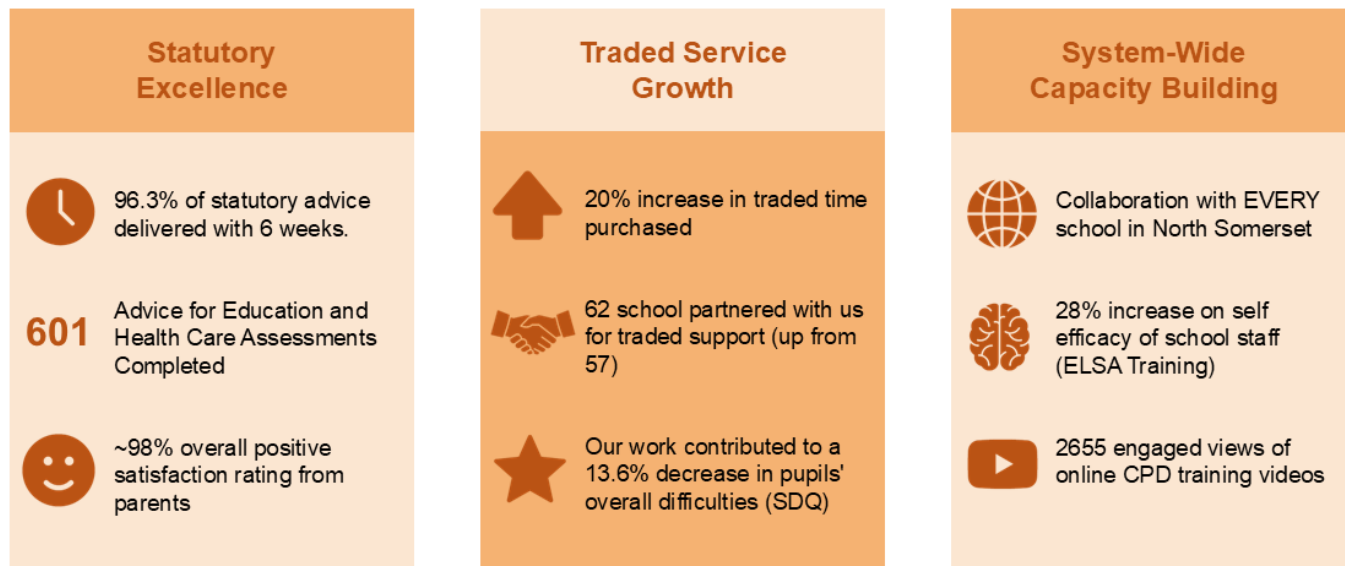 Statutory
Excellence
96.3% of statutory advice
delivered with 6 weeks.
601
Advice for Education and
Health Care Assessments
Completed
~98% overall positive
satisfaction rating from
parents
Traded Service
Growth
20% increase in traded time
purchased
62 school partnered with us
for traded support (up from
57)
Our work contributed to a
13.6% decrease in pupils'
overall difficulties (SDQ)
System-Wide
Capacity Building
Collaboration with EVERY
school in North Somerset
28% increase on self
efficacy of school staff
(ELSA Training)
2655 engaged views of
online CPD training videos